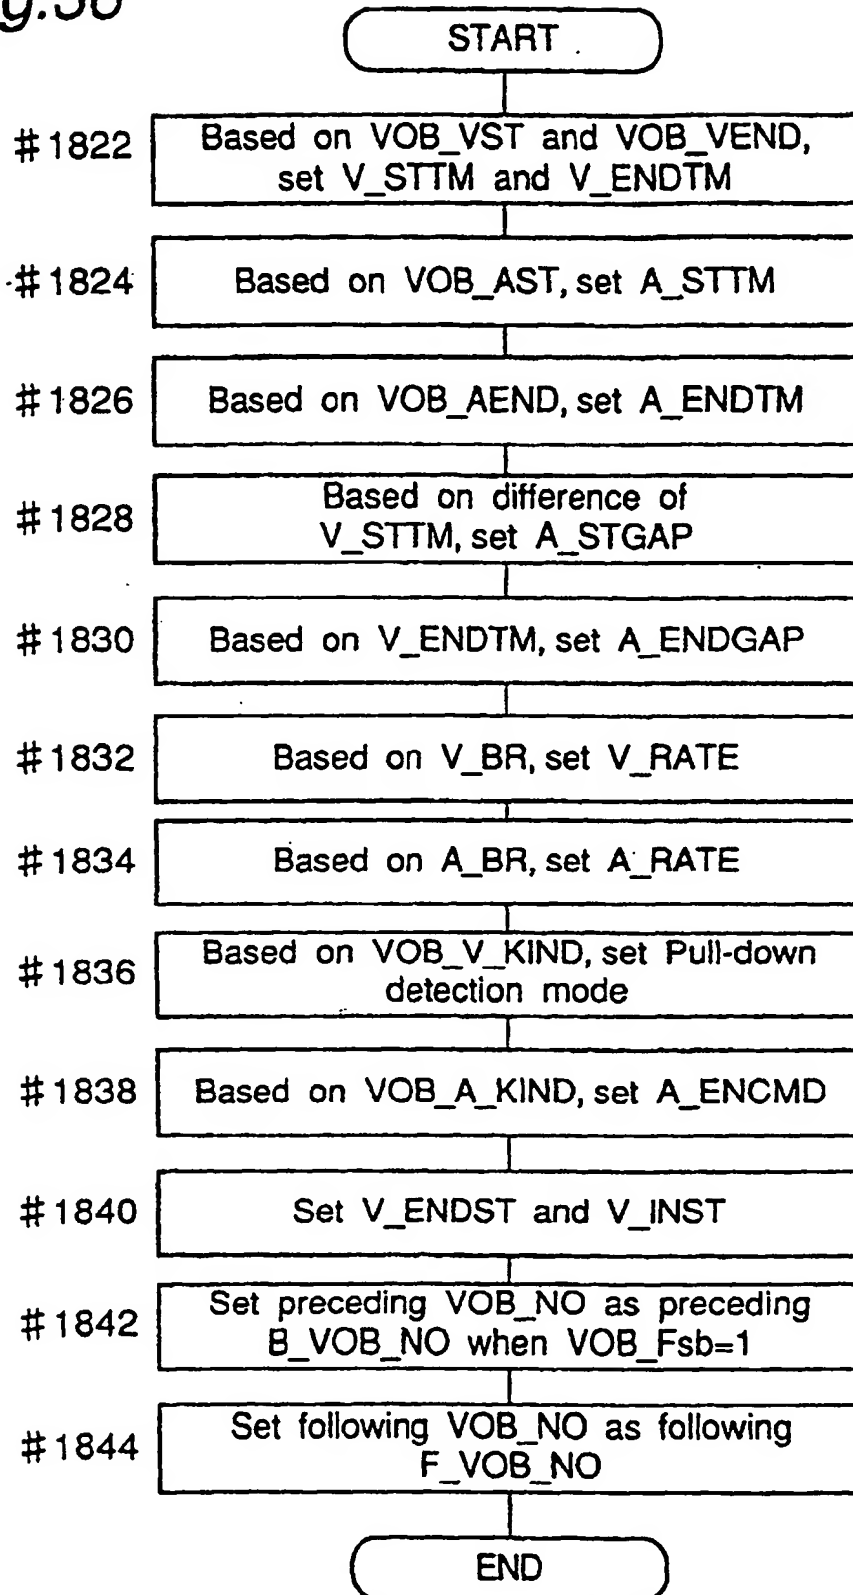 g.56
START
#1822
Based on VOB_VST and VOB_VEND,
set V_STTM and V_ENDTM
#1824
Based on VOB_AST, set A_STTM
#1826
Based on VOB_AEND, set A_ENDTM
#1828
Based on difference of
V_STTM, set A_STGAP
#1830
Based on V_ENDTM, set A_ENDGAP
#1832
Based on V_BR, set V_RATE
#1834
Based on A_BR, set A_RATE
#1836
Based on VOB_V_KIND, set Pull-down
detection mode
#1838
Based on VOB_A_KIND, set A_ENCMD
#1840
Set V_ENDST and V_INST
#1842
Set preceding VOB_NO as preceding
B_VOB_NO when VOB_Fsb=1
#1844
Set following VOB_NO as following
F_VOB_NO
END